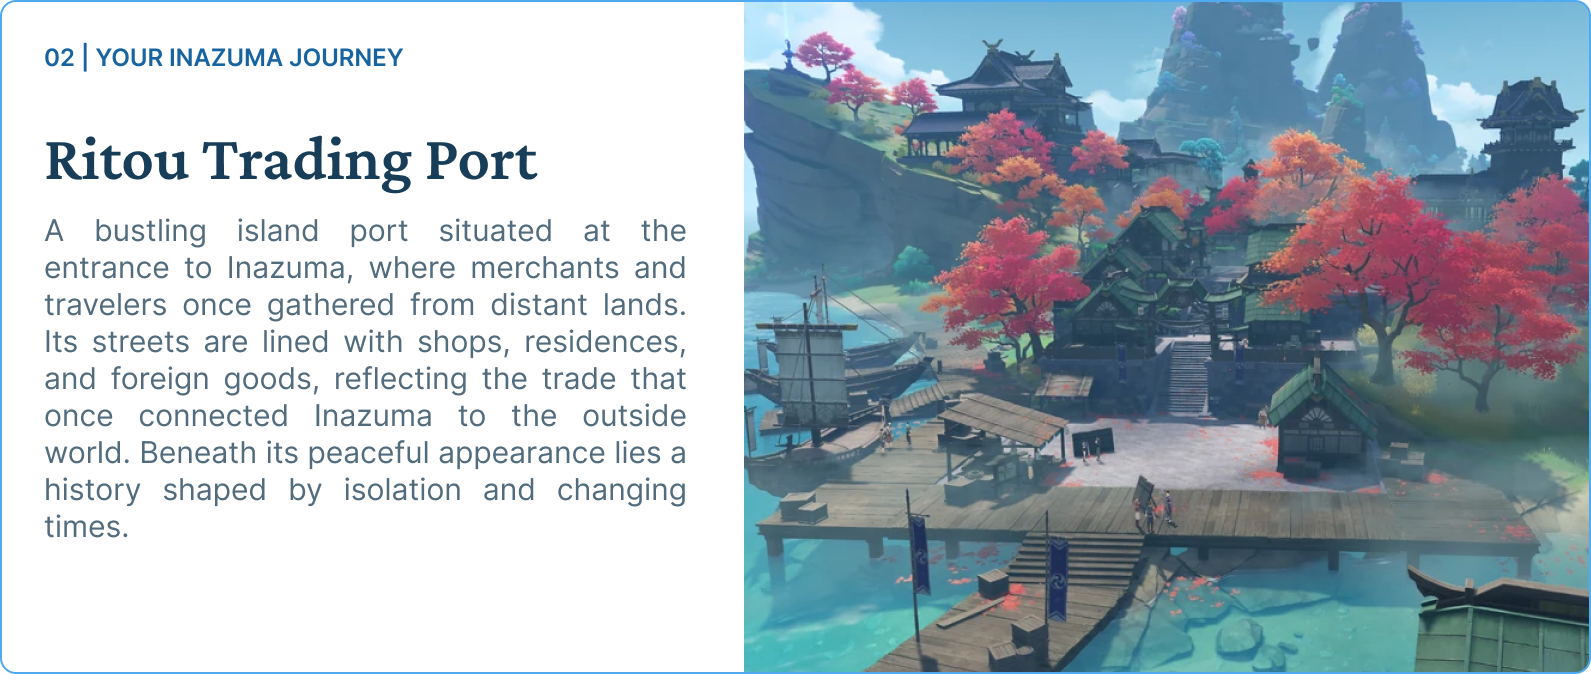 02 | YOUR INAZUMA JOURNEY
Ritou Trading Port
A bustling island port situated at the
entrance to Inazuma, where merchants and
travelers once gathered from distant lands.
Its streets are lined with shops, residences,
and foreign goods, reflecting the trade that
once connected Inazuma to the outside
world. Beneath its peaceful appearance lies a
history shaped by isolation and changing
times.